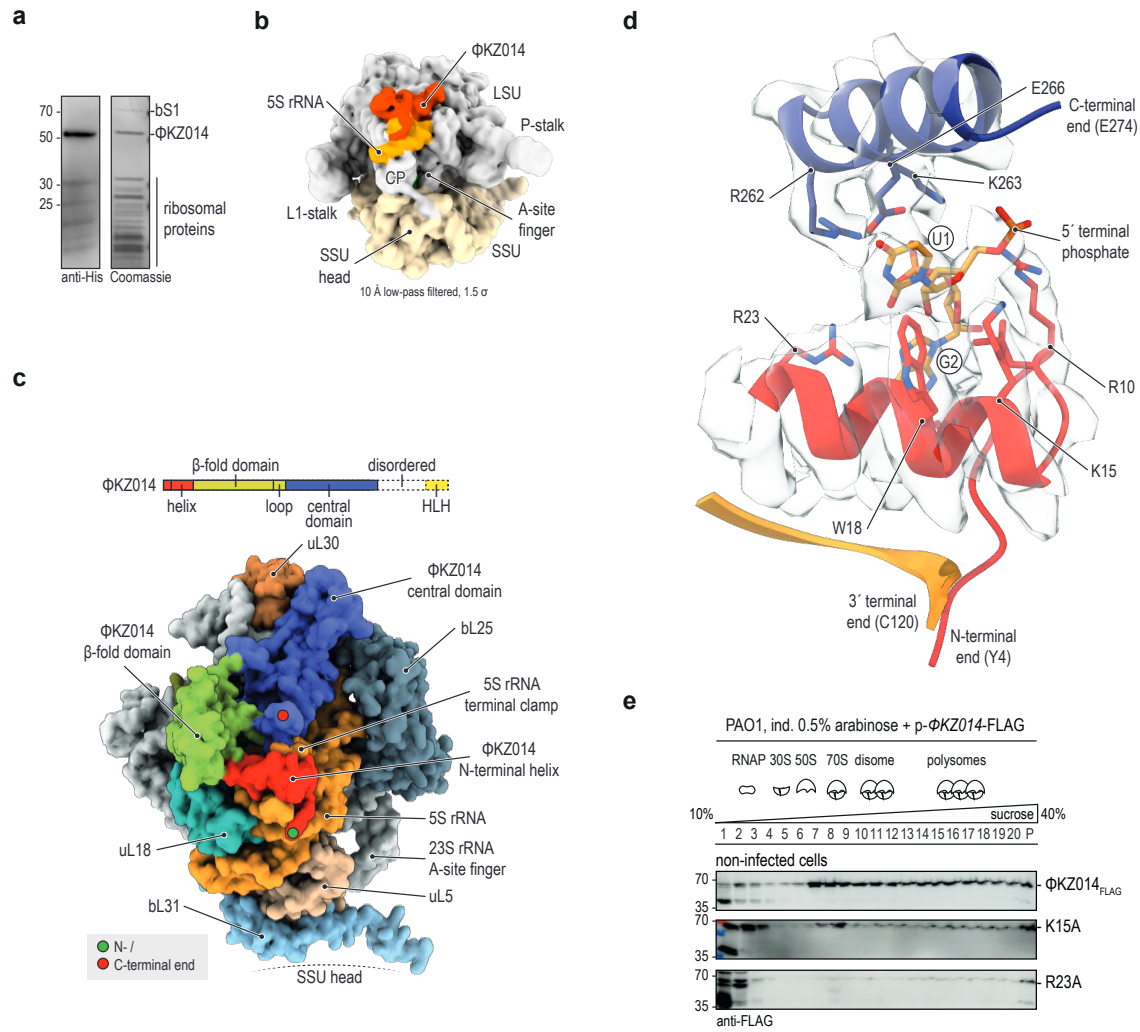 a
70
50
30
25
bS1
ΦKZ014
ribosomal
proteins
anti-His
Coomassie
b
ΦKZ014
5S rRNA
LSU
P-stalk
CP
L1-stalk
A-site
finger
SSU
head
SSU
10 Å low-pass filtered, 1.5 σ
c
β-fold domain
disordered
ΦKZ014
helix
loop
central
domain
HLH
uL30
ΦKZ014
central domain
bL25
ΦKZ014
β-fold domain
5S rRNA
terminal clamp
ΦKZ014
N-terminal helix
5S rRNA
uL18
23S rRNA
A-site finger
uL5
bL31
N- /
C-terminal end
SSU head
d
E266
C-terminal
end (E274)
R262
K263
U1
5´ terminal
phosphate
R23
G2
R10
K15
W18
3´ terminal
end (C120)
N-terminal
end (Y4)
e
PAO1, ind. 0.5% arabinose + p-ΦKZ014-FLAG
RNAP 30S 50S 70S disome polysomes
10% sucrose 40%
1 2 3 4 5 6 7 8 9 10 11 12 13 14 15 16 17 18 19 20 P
non-infected cells
70
35
ΦKZ014FLAG
70
35
K15A
70
35
R23A
anti-FLAG